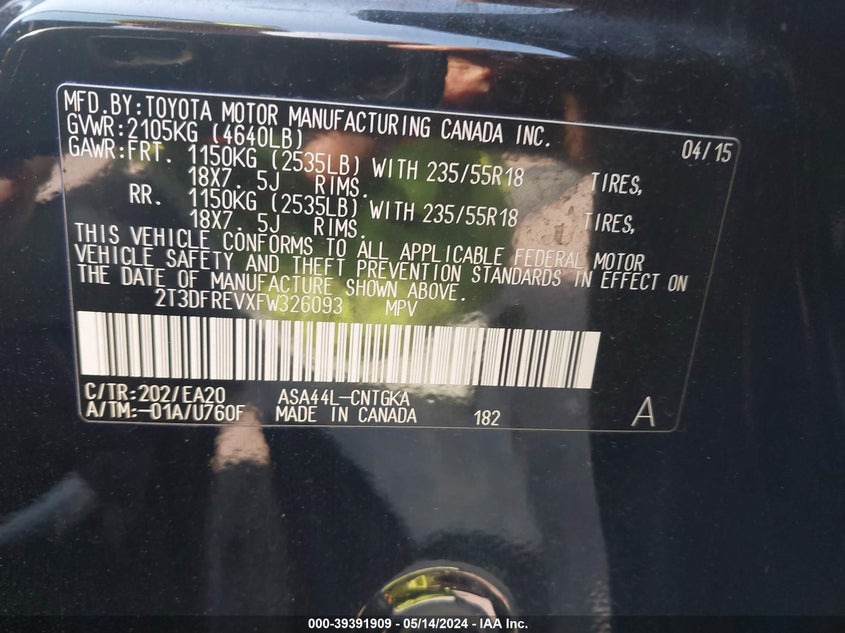 MFD.BY:TOYOTA MOTOR MANUFACTURING CANADA INC.
04/15
GVWR:2105KG (4640LB)
GAWR:FRT. 1150KG (2535LB) WITH 235/55R18 TIRES,
18X7. 5J RIMS.
RR. 1150KG (2535LB) WITH 235/55R18 TIRES,
18X7. 5J RIMS.
THIS VEHICLE CONFORMS TO ALL APPLICABLE FEDERAL MOTOR
VEHICLE SAFETY AND THEFT PREVENTION STANDARDS IN EFFECT ON
THE DATE OF MANUFACTURE SHOWN ABOVE.
2T3DFREVXFW326093 MPV
C/TR:202/EA20 ASA44L-CNTGKA
A/TM:-01A/U760F MADE IN CANADA 182 A
000-39391909 - 05/14/2024 - IAA Inc.